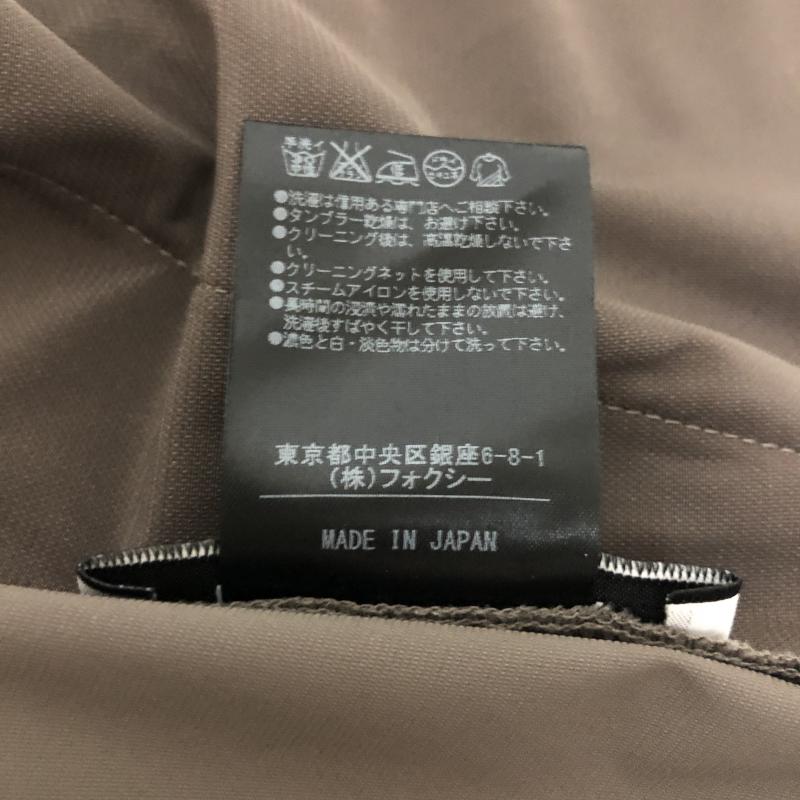 手洗イ
●洗濯は信用ある専門店へご相談下さい。
●タンブラー乾燥は、お避け下さい。
●クリーニング後は、高温乾燥しないで下さ
い。
●クリーニングネットを使用して下さい。
●スチームアイロンを使用しないで下さい。
●長時間の浸漬や濡れたままの放置は避け、
洗濯後すばやく干して下さい。
●濃色と白・淡色物は分けて洗って下さい。
東京都中央区銀座6-8-1
(株)フォクシー
MADE IN JAPAN